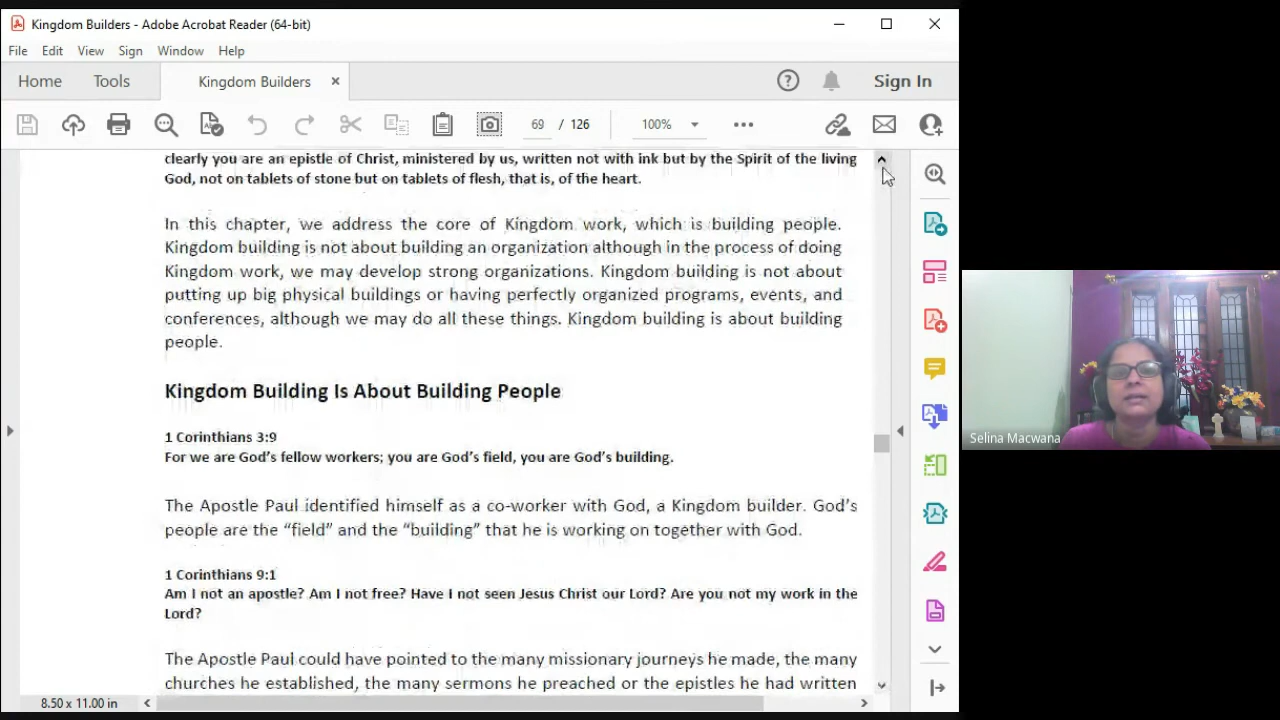 Kingdom Builders - Adobe Acrobat Reader (64-bit)
File Edit View Sign Window Help
Home Tools Kingdom Builders × Sign In
69 / 126 100%
clearly you are an epistle of Christ, ministered by us, written not with ink but by the Spirit of the living
God, not on tablets of stone but on tablets of flesh, that is, of the heart.
In this chapter, we address the core of Kingdom work, which is building people.
Kingdom building is not about building an organization although in the process of doing
Kingdom work, we may develop strong organizations. Kingdom building is not about
putting up big physical buildings or having perfectly organized programs, events, and
conferences, although we may do all these things. Kingdom building is about building
people.
Kingdom Building Is About Building People
1 Corinthians 3:9
For we are God’s fellow workers; you are God’s field, you are God’s building.
The Apostle Paul identified himself as a co-worker with God, a Kingdom builder. God’s
people are the “field” and the “building” that he is working on together with God.
1 Corinthians 9:1
Am I not an apostle? Am I not free? Have I not seen Jesus Christ our Lord? Are you not my work in the
Lord?
The Apostle Paul could have pointed to the many missionary journeys he made, the many
churches he established, the many sermons he preached or the epistles he had written
8.50 x 11.00 in
Selina Macwana